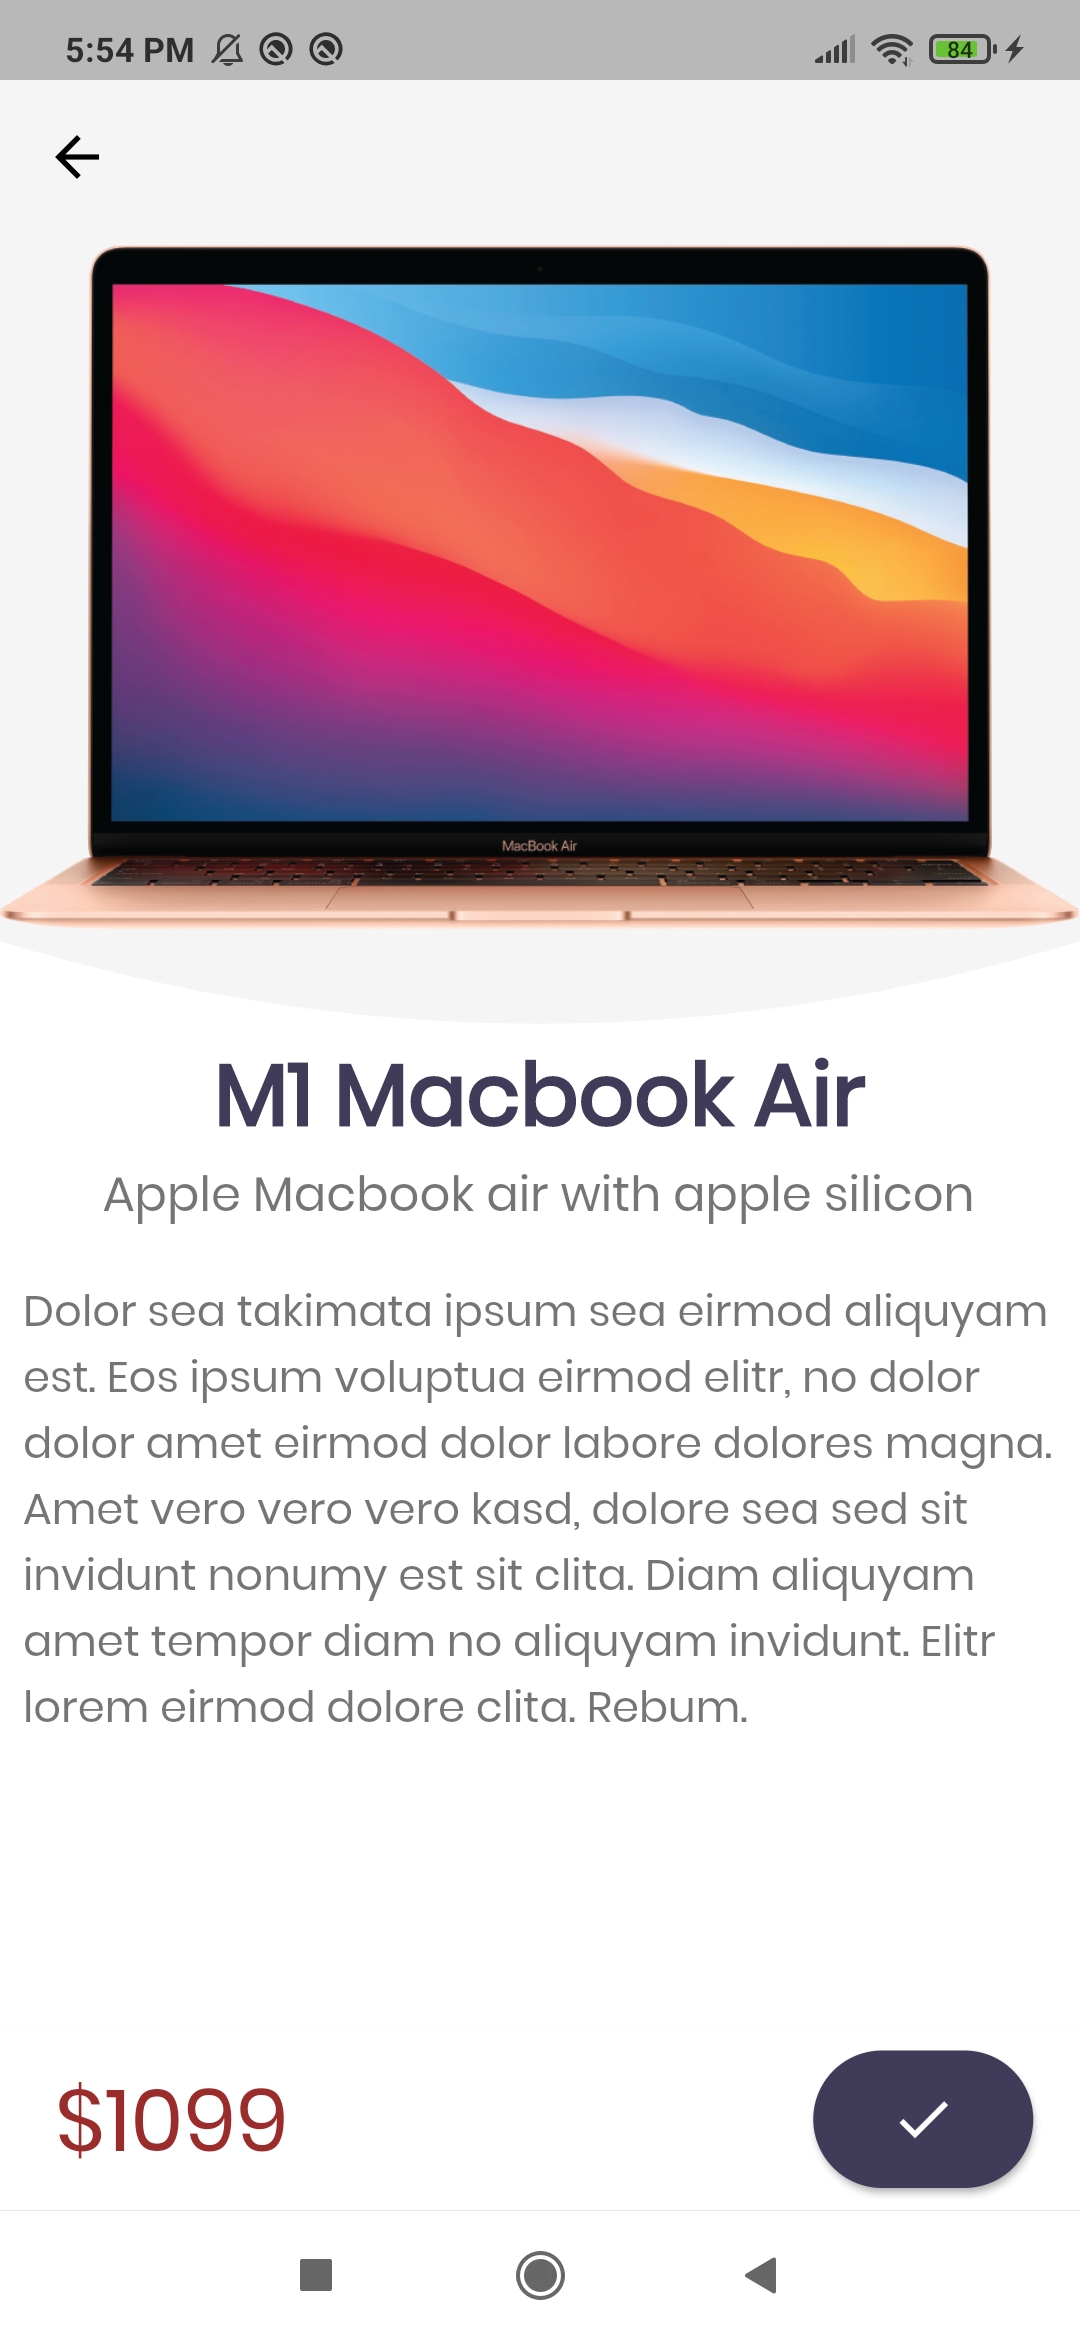 5:54 PM
84
MacBook Air
M1 Macbook Air
Apple Macbook air with apple silicon
Dolor sea takimata ipsum sea eirmod aliquyam
est. Eos ipsum voluptua eirmod elitr, no dolor
dolor amet eirmod dolor labore dolores magna.
Amet vero vero vero kasd, dolore sea sed sit
invidunt nonumy est sit clita. Diam aliquyam
amet tempor diam no aliquyam invidunt. Elitr
lorem eirmod dolore clita. Rebum.
$1099